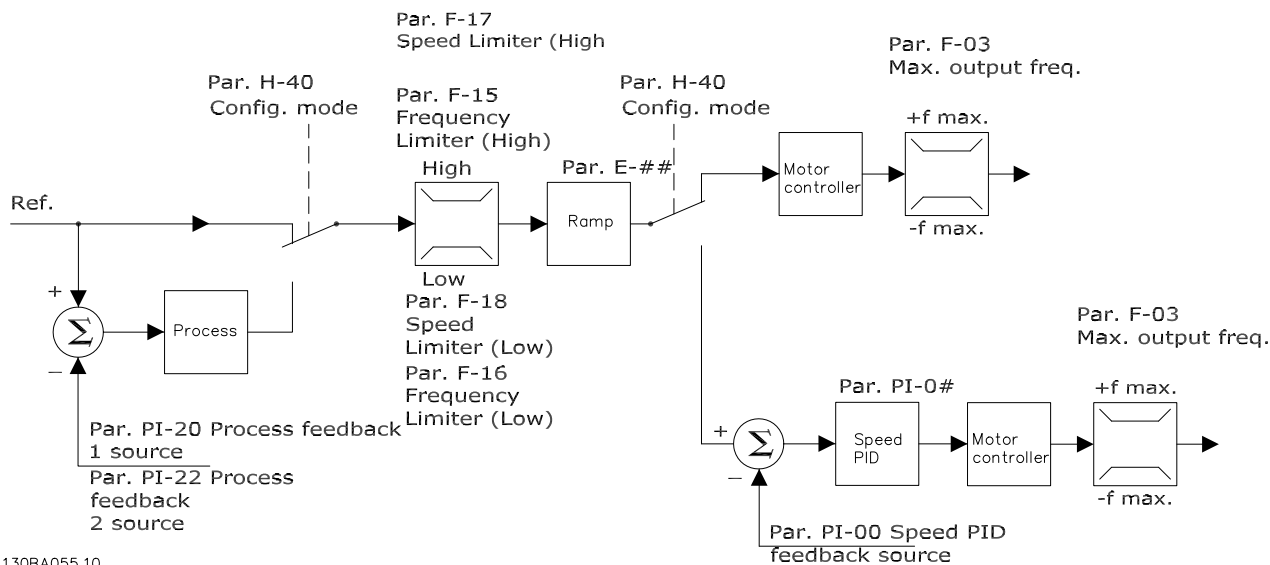 Par. F-17
Speed Limiter (High
Par. F-03
Max. output freq.
Par. H-40
Config. mode
Par. F-15
Frequency
Limiter (High)
Par. H-40
Config. mode
+f max.
High
Par. E-##
Motor
controller
Ref.
Ramp
-f max.
Low
+
Σ
Process
−
Par. F-18
Speed
Limiter (Low)
Par. F-16
Frequency
Limiter (Low)
Par. F-03
Max. output freq.
Par. PI-0#
+f max.
Par. PI-20 Process feedback
1 source
Par. PI-22 Process
feedback
2 source
+
Σ
−
Speed
PID
Motor
controller
-f max.
Par. PI-00 Speed PID
feedback source
130BA055.10